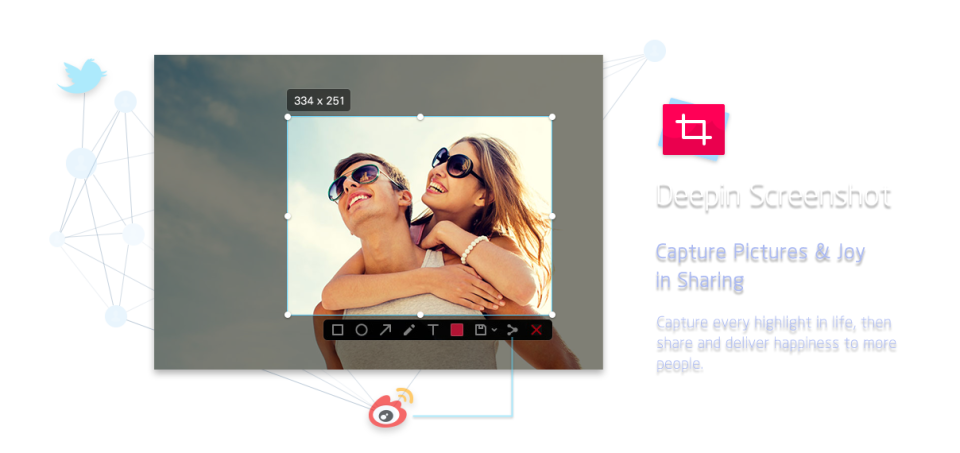 334 x 251
Deepin Screenshot
Capture Pictures & Joy
in Sharing
Capture every highlight in life, then
share and deliver happiness to more
people.